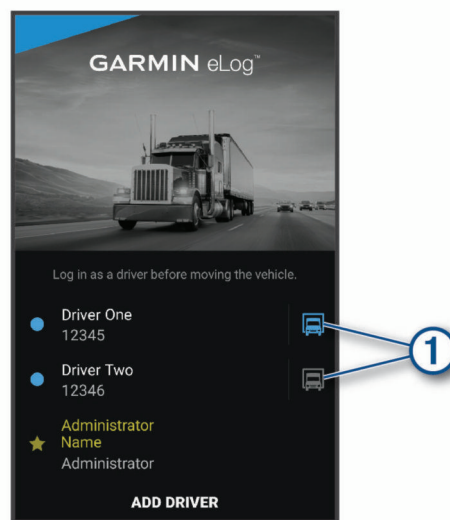 GARMIN eLog™
Log in as a driver before moving the vehicle.
Driver One
12345
1
Driver Two
12346
Administrator
Name
Administrator
ADD DRIVER